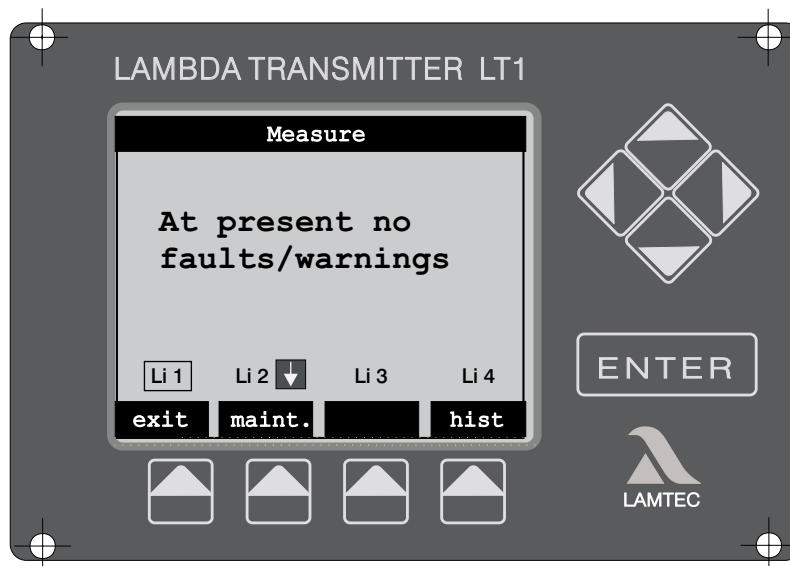 LAMBDA TRANSMITTER LT1
Measure
At present no
faults/warnings
Li 1 Li 2 Li 3 Li 4
exit maint. hist
ENTER
LAMTEC